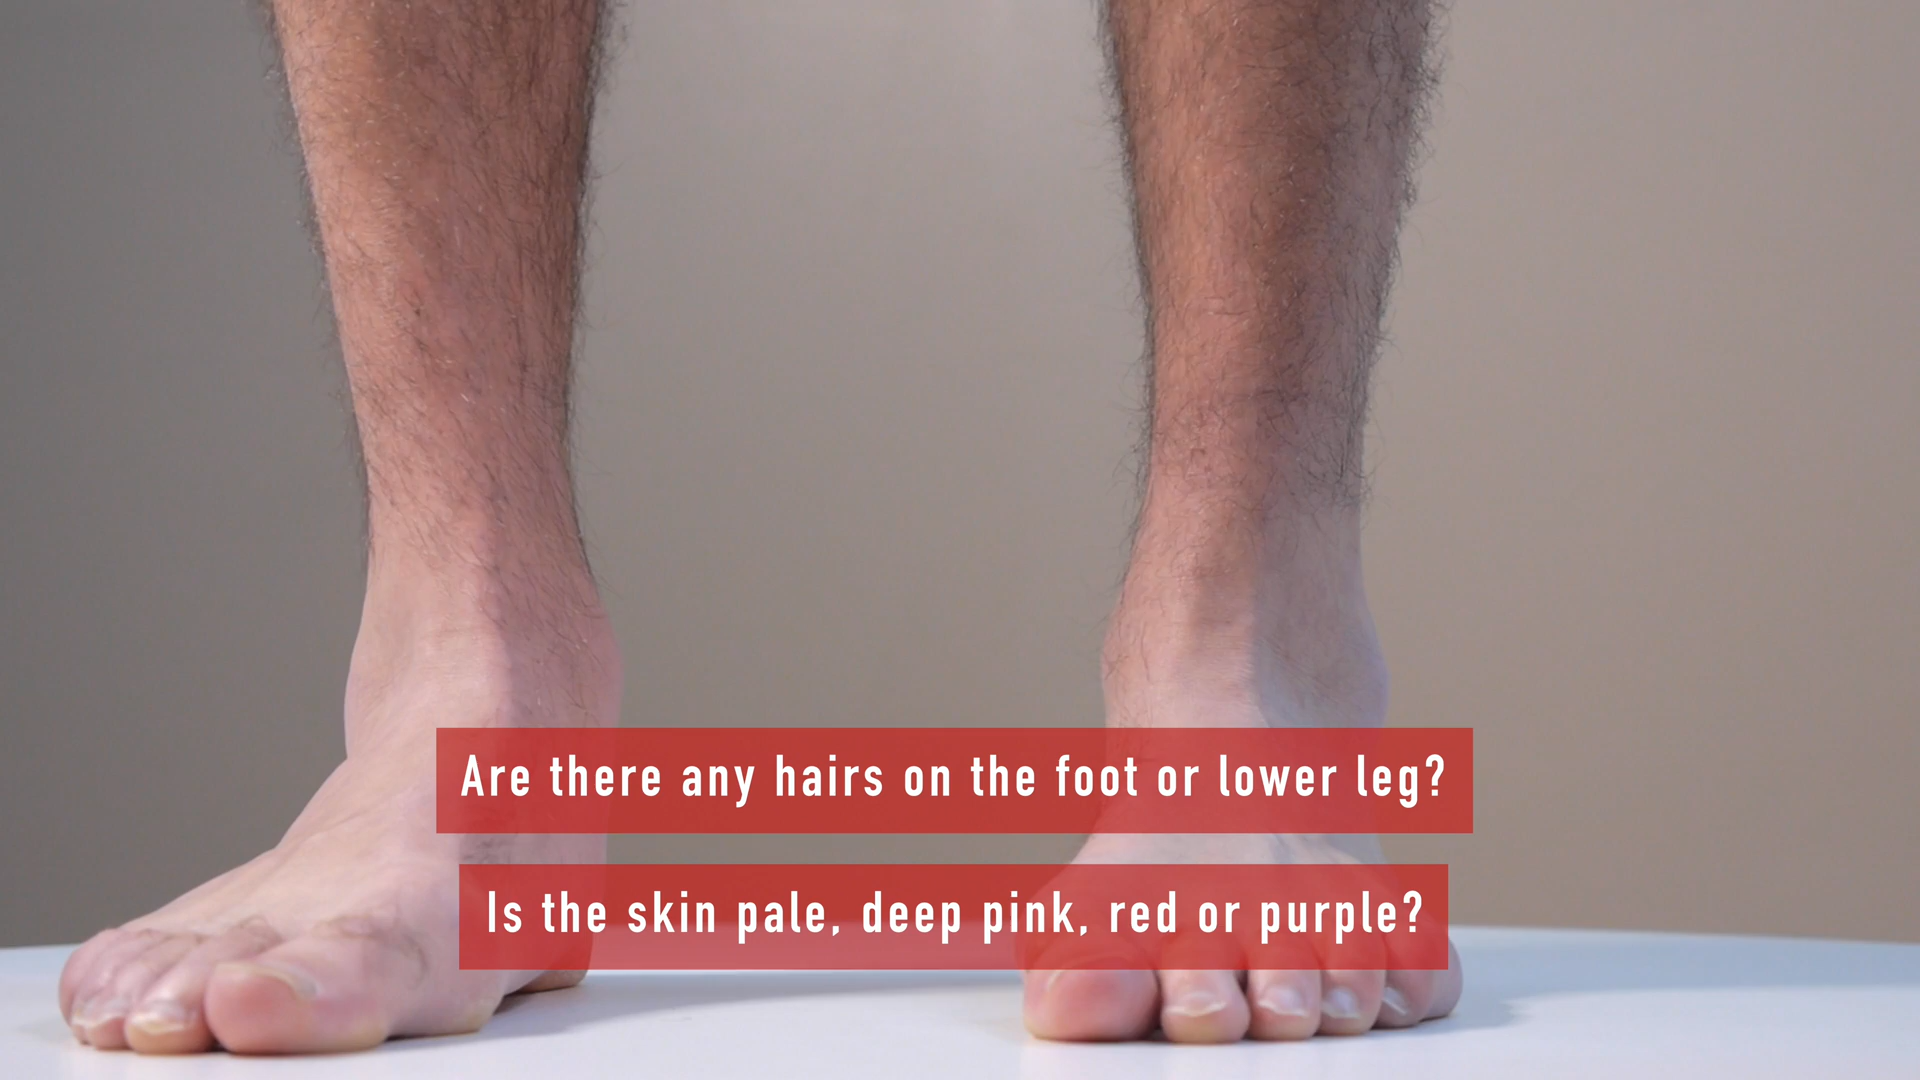 Are there any hairs on the foot or lower leg?
Is the skin pale, deep pink, red or purple?